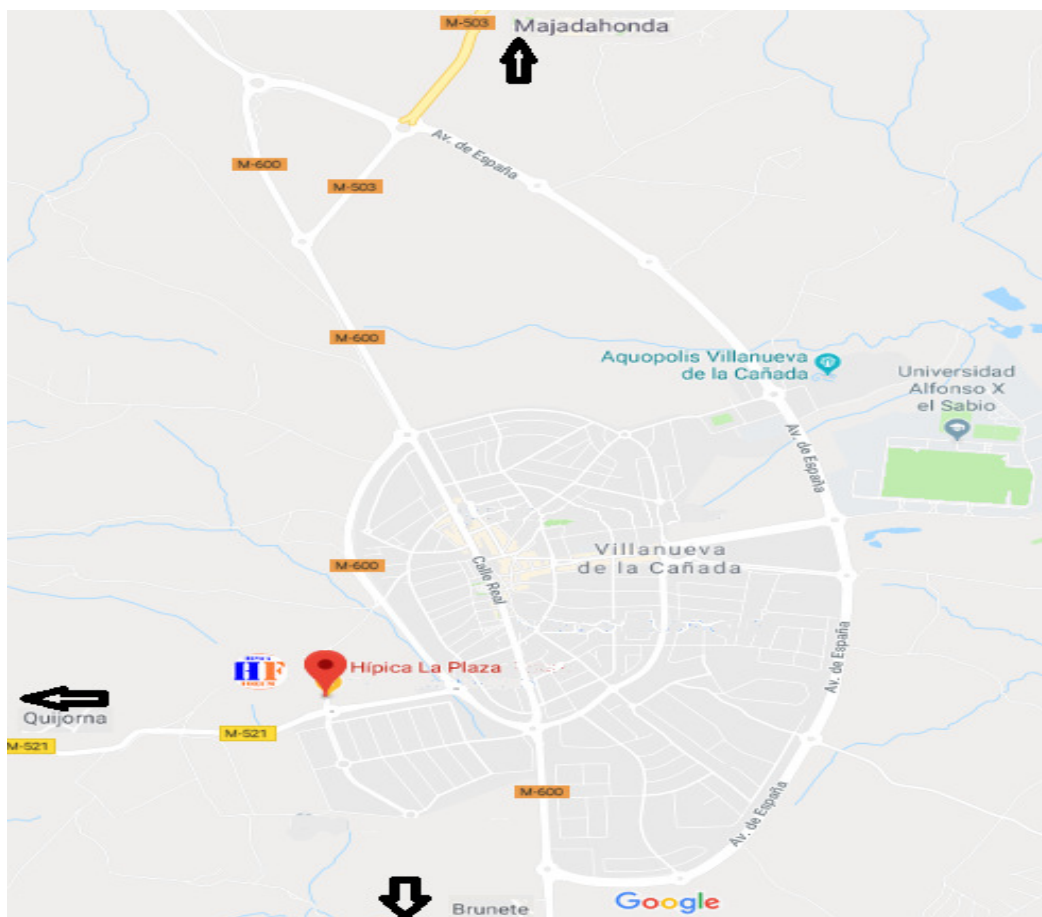 M-503
Majadahonda
Av. de España
M-600
M-503
M-600
Aquopolis Villanueva
de la Cañada
Universidad
Alfonso X
el Sabio
Av. de España
Villanueva
de la Cañada
M-600
Calle Real
Av. de España
HF
Hípica La Plaza
Quijorna
M-521
M-521
M-600
Av. de España
Brunete
Google